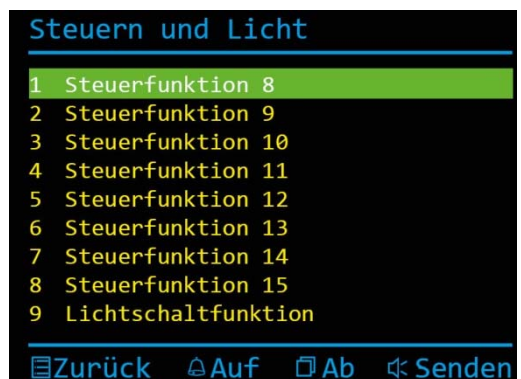 Steuern und Licht
1 Steuerfunktion 8
2 Steuerfunktion 9
3 Steuerfunktion 10
4 Steuerfunktion 11
5 Steuerfunktion 12
6 Steuerfunktion 13
7 Steuerfunktion 14
8 Steuerfunktion 15
9 Lichtschaltfunktion
Zurück Auf Ab Senden